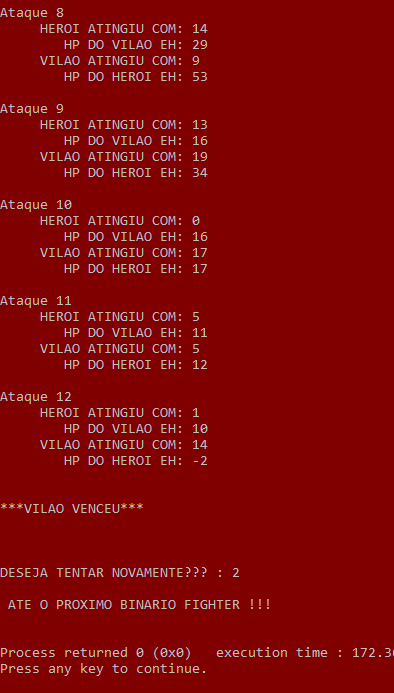 Ataque 8
HEROI ATINGIU COM: 14
HP DO VILAO EH: 29
VILAO ATINGIU COM: 9
HP DO HEROI EH: 53
Ataque 9
HEROI ATINGIU COM: 13
HP DO VILAO EH: 16
VILAO ATINGIU COM: 19
HP DO HEROI EH: 34
Ataque 10
HEROI ATINGIU COM: 0
HP DO VILAO EH: 16
VILAO ATINGIU COM: 17
HP DO HEROI EH: 17
Ataque 11
HEROI ATINGIU COM: 5
HP DO VILAO EH: 11
VILAO ATINGIU COM: 5
HP DO HEROI EH: 12
Ataque 12
HEROI ATINGIU COM: 1
HP DO VILAO EH: 10
VILAO ATINGIU COM: 14
HP DO HEROI EH: -2
***VILAO VENCEU***
DESEJA TENTAR NOVAMENTE??? : 2
ATE O PROXIMO BINARIO FIGHTER !!!
Process returned 0 (0x0)   execution time : 172.3
Press any key to continue.